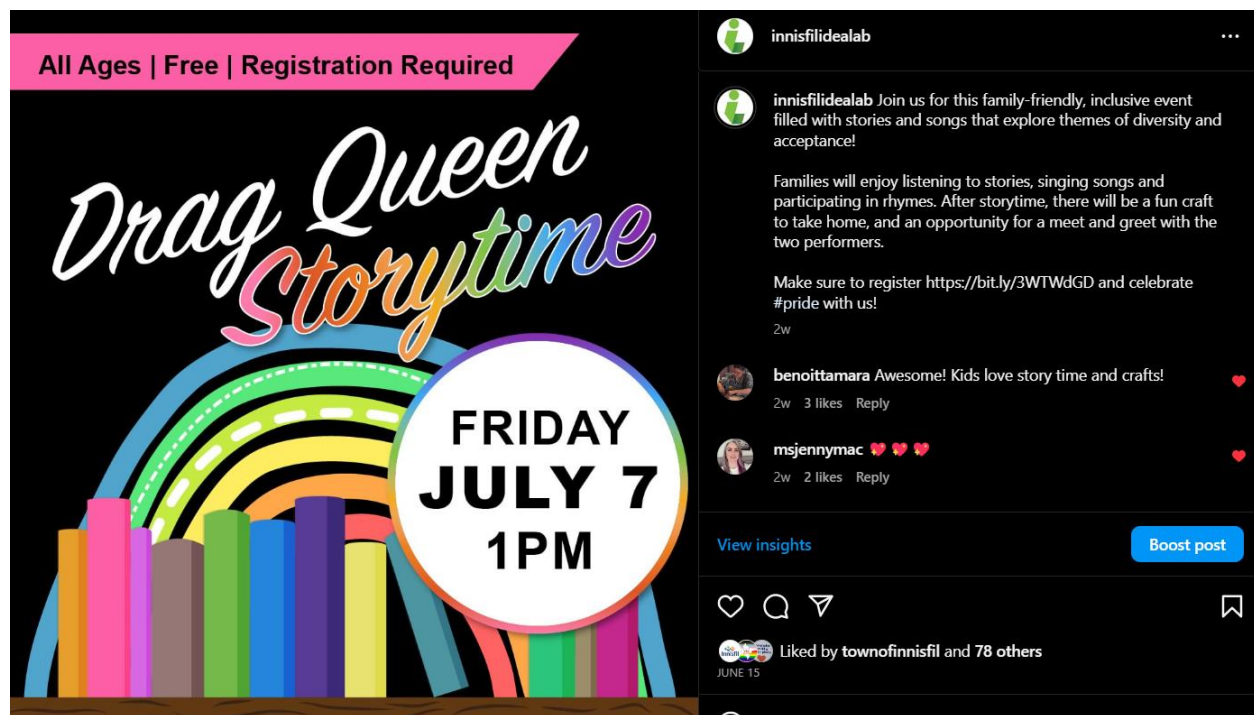 All Ages | Free | Registration Required
Drag Queen
Storytime
FRIDAY
JULY 7
1PM
innisfilidealab
innisfilidealab Join us for this family-friendly, inclusive event
filled with stories and songs that explore themes of diversity and
acceptance!
Families will enjoy listening to stories, singing songs and
participating in rhymes. After storytime, there will be a fun craft
to take home, and an opportunity for a meet and greet with the
two performers.
Make sure to register https://bit.ly/3WTWdGD and celebrate
#pride with us!
2w
benoittamara Awesome! Kids love story time and crafts!
2w 3 likes Reply
msjennymac 💖 💖 💖
2w 2 likes Reply
View insights
Boost post
Liked by townofinnisfil and 78 others
JUNE 15